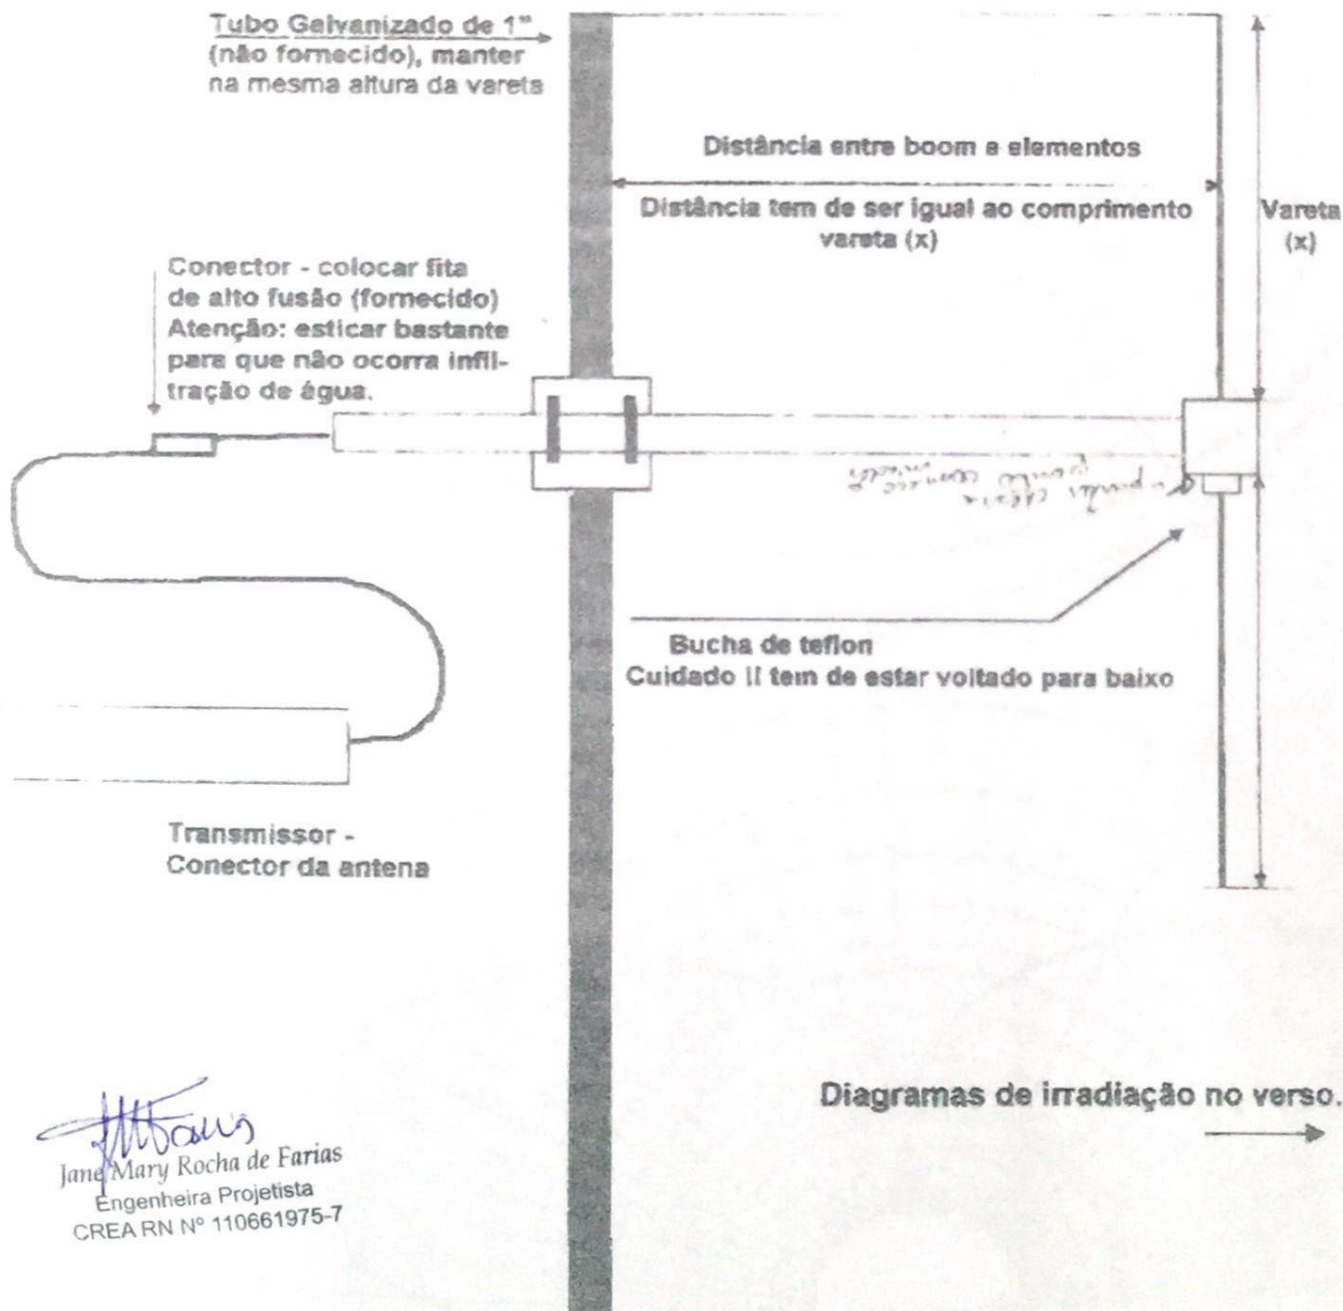 Tubo Galvanizado de 1"
(não fornecido), manter
na mesma altura da vareta
Distância entre boom e elementos
Distância tem de ser igual ao comprimento
vareta (x)
Vareta
(x)
Conector - colocar fita
de alto fusão (fornecido)
Atenção: esticar bastante
para que não ocorra infil-
tração de água.
Bucha de teflon
Cuidado !! tem de estar voltado para baixo
Transmissor -
Conector da antena
Diagramas de irradiação no verso.
Jane Mary Rocha de Farias
Engenheira Projetista
CREA RN Nº 110661975-7